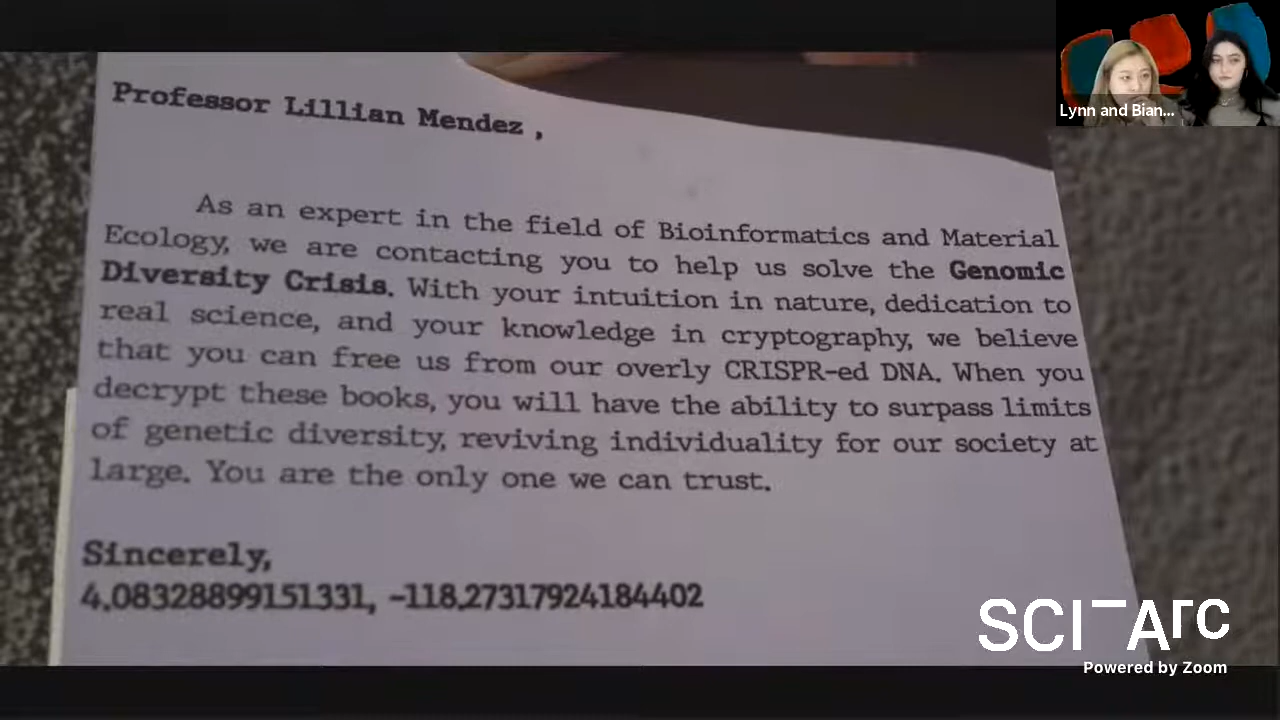 Professor Lillian Mendez ,
As an expert in the field of Bioinformatics and Material
Ecology, we are contacting you to help us solve the Genomic
Diversity Crisis. With your intuition in nature, dedication to
real science, and your knowledge in cryptography, we believe
that you can free us from our overly CRISPR-ed DNA. When you
decrypt these books, you will have the ability to surpass limits
of genetic diversity, reviving individuality for our society at
large. You are the only one we can trust.
Sincerely,
4.08328899151331, -118.27317924184402
Lynn and Bian...
SCI-Arc
Powered by Zoom